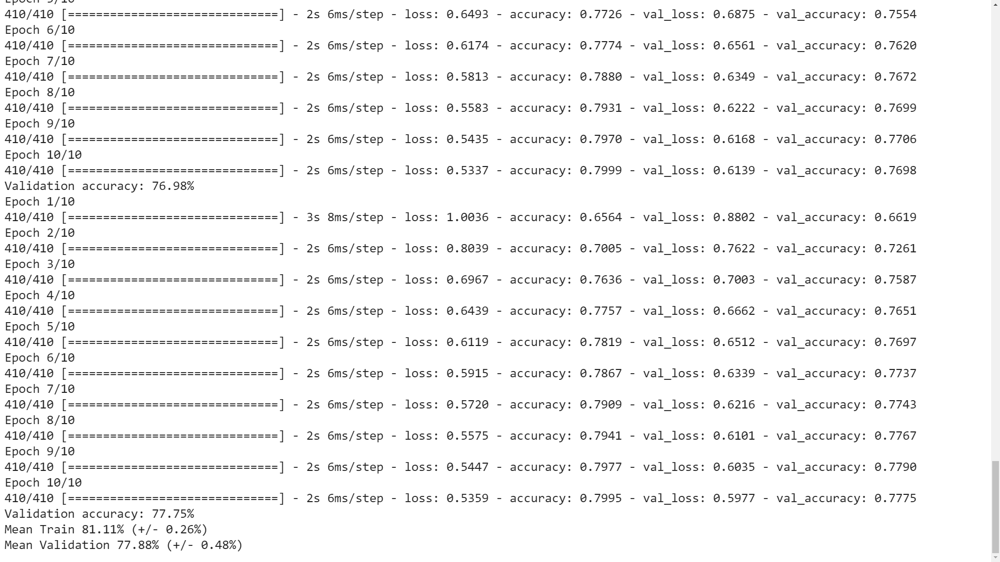 Epoch 5/10
410/410 [==============================] - 2s 6ms/step - loss: 0.6493 - accuracy: 0.7726 - val_loss: 0.6875 - val_accuracy: 0.7554
Epoch 6/10
410/410 [==============================] - 2s 6ms/step - loss: 0.6174 - accuracy: 0.7774 - val_loss: 0.6561 - val_accuracy: 0.7620
Epoch 7/10
410/410 [==============================] - 2s 6ms/step - loss: 0.5813 - accuracy: 0.7880 - val_loss: 0.6349 - val_accuracy: 0.7672
Epoch 8/10
410/410 [==============================] - 2s 6ms/step - loss: 0.5583 - accuracy: 0.7931 - val_loss: 0.6222 - val_accuracy: 0.7699
Epoch 9/10
410/410 [==============================] - 2s 6ms/step - loss: 0.5435 - accuracy: 0.7970 - val_loss: 0.6168 - val_accuracy: 0.7706
Epoch 10/10
410/410 [==============================] - 2s 6ms/step - loss: 0.5337 - accuracy: 0.7999 - val_loss: 0.6139 - val_accuracy: 0.7698
Validation accuracy: 76.98%
Epoch 1/10
410/410 [==============================] - 3s 8ms/step - loss: 1.0036 - accuracy: 0.6564 - val_loss: 0.8802 - val_accuracy: 0.6619
Epoch 2/10
410/410 [==============================] - 2s 6ms/step - loss: 0.8039 - accuracy: 0.7005 - val_loss: 0.7622 - val_accuracy: 0.7261
Epoch 3/10
410/410 [==============================] - 2s 6ms/step - loss: 0.6967 - accuracy: 0.7636 - val_loss: 0.7003 - val_accuracy: 0.7587
Epoch 4/10
410/410 [==============================] - 2s 6ms/step - loss: 0.6439 - accuracy: 0.7757 - val_loss: 0.6662 - val_accuracy: 0.7651
Epoch 5/10
410/410 [==============================] - 2s 6ms/step - loss: 0.6119 - accuracy: 0.7819 - val_loss: 0.6512 - val_accuracy: 0.7697
Epoch 6/10
410/410 [==============================] - 2s 6ms/step - loss: 0.5915 - accuracy: 0.7867 - val_loss: 0.6339 - val_accuracy: 0.7737
Epoch 7/10
410/410 [==============================] - 2s 6ms/step - loss: 0.5720 - accuracy: 0.7909 - val_loss: 0.6216 - val_accuracy: 0.7743
Epoch 8/10
410/410 [==============================] - 2s 6ms/step - loss: 0.5575 - accuracy: 0.7941 - val_loss: 0.6101 - val_accuracy: 0.7767
Epoch 9/10
410/410 [==============================] - 2s 6ms/step - loss: 0.5447 - accuracy: 0.7977 - val_loss: 0.6035 - val_accuracy: 0.7790
Epoch 10/10
410/410 [==============================] - 2s 6ms/step - loss: 0.5359 - accuracy: 0.7995 - val_loss: 0.5977 - val_accuracy: 0.7775
Validation accuracy: 77.75%
Mean Train 81.11% (+/- 0.26%)
Mean Validation 77.88% (+/- 0.48%)